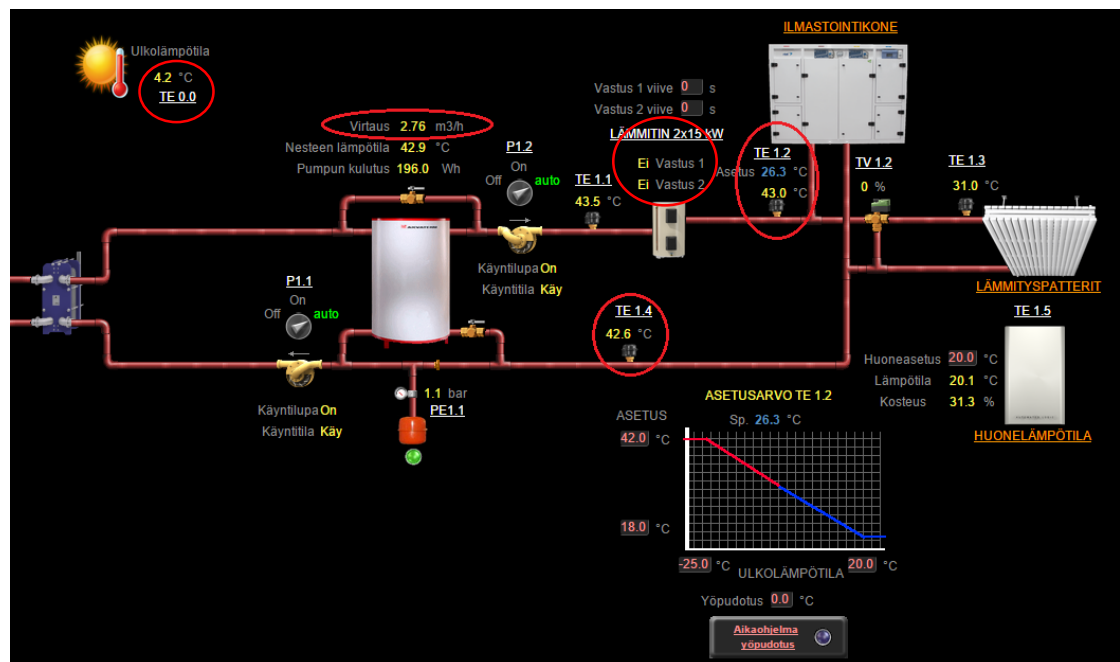 ILMASTOINTIKONE
Ulkolämpötila
4.2 °C
TE 0.0
Vastus 1 viive 0 s
Vastus 2 viive 0 s
Virtaus 2.76 m3/h
Nesteen lämpötila 42.9 °C
Pumpun kulutus 196.0 Wh
P1.2
On
Off auto
TE 1.1
43.5 °C
LÄMMITIN 2x15 kW
Ei Vastus 1
Ei Vastus 2
TE 1.2
Asetus 26.3 °C
43.0 °C
TV 1.2
0 %
TE 1.3
31.0 °C
Käyntilupa On
Käyntitila Käy
P1.1
On
Off auto
LÄMMITYSPATTERIT
TE 1.4
42.6 °C
TE 1.5
Huoneasetus 20.0 °C
Lämpötila 20.1 °C
Kosteus 31.3 %
HUONELÄMPÖTILA
Käyntilupa On
Käyntitila Käy
1.1 bar
PE1.1
ASETUSARVO TE 1.2
ASETUS
Sp. 26.3 °C
42.0 °C
18.0 °C
-25.0 °C
ULKOLÄMPÖTILA
20.0 °C
Yöpudotus 0.0 °C
Aikaohjelma
yöpudotus